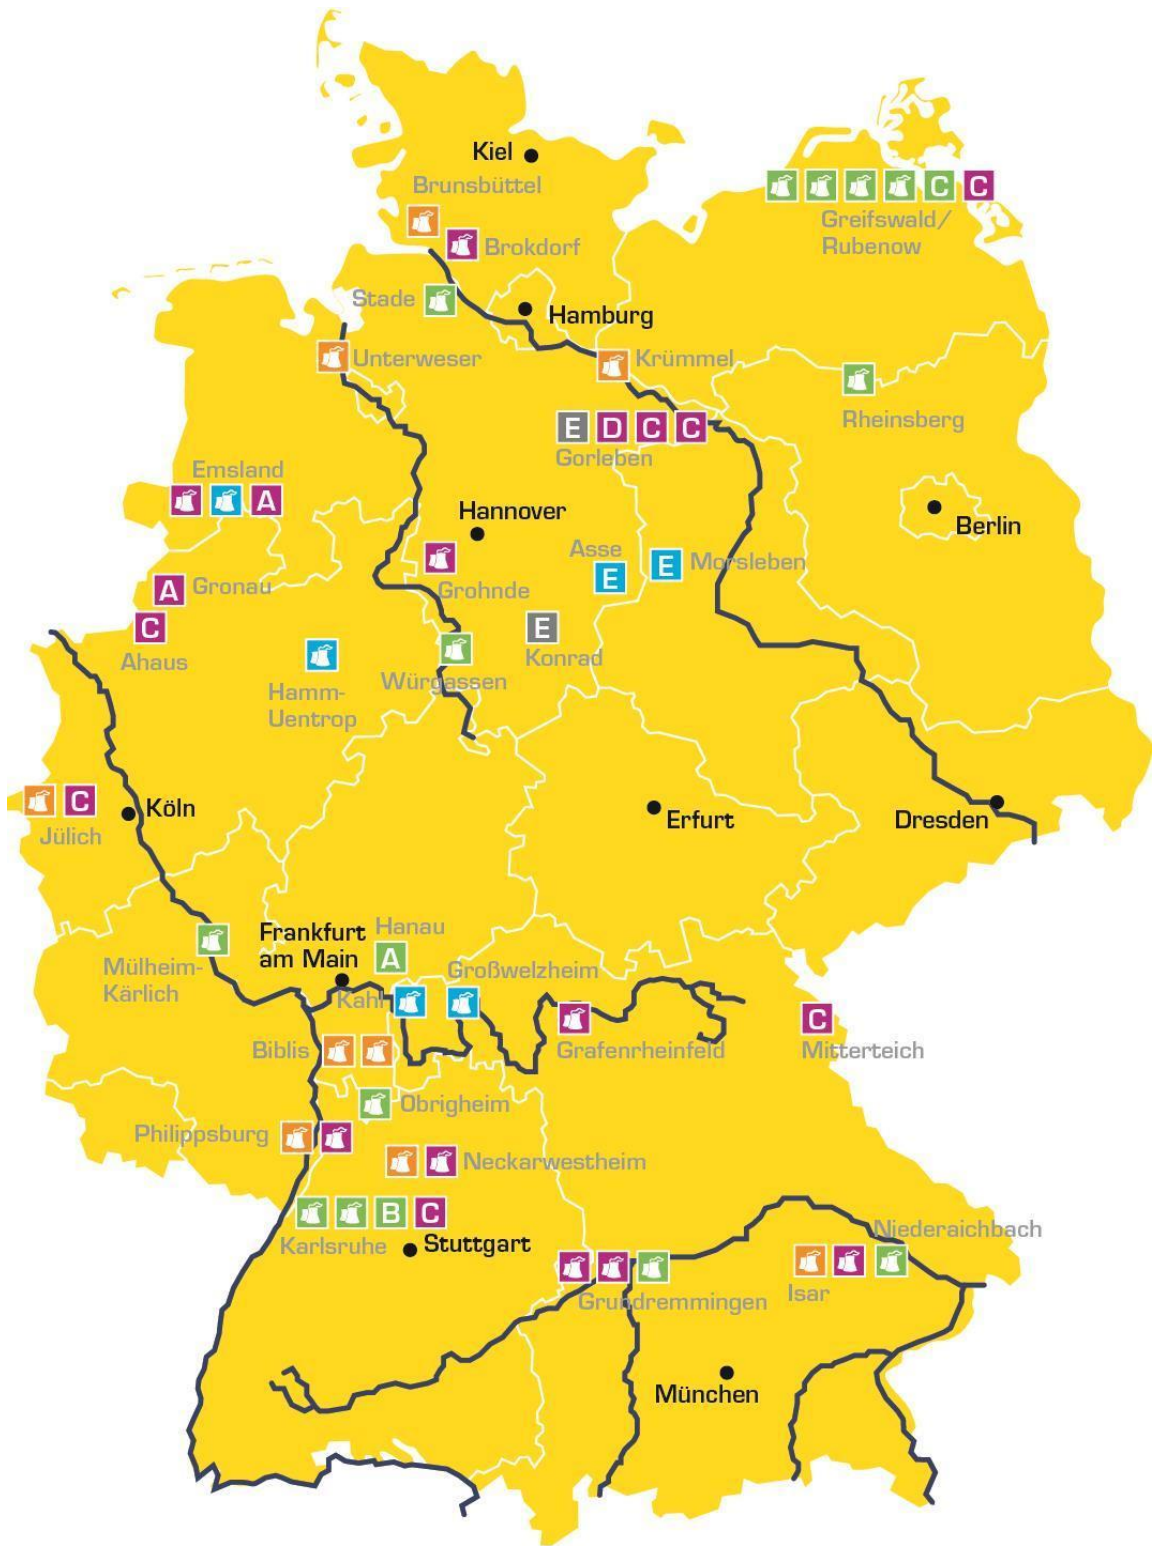 Kiel
Brunsbüttel
Brokdorf
C C
Greifswald/
Rubenow
Stade
Hamburg
Unterweser
Krümmel
Rheinsberg
E D C C
Gorleben
Emsland
A
Hannover
Berlin
Asse
E
E
Morsleben
Grohnde
A
Gronau
C
Ahaus
E
Konrad
Hamm-
Uentrop
Würgassen
C
Jülich
Köln
Erfurt
Dresden
Frankfurt
am Main
Hanau
A
Mülheim-
Kärlich
Großwelzheim
Kahl
C
Mitterteich
Grafenrheinfeld
Biblis
Obrigheim
Philippsburg
Neckarwestheim
B C
Karlsruhe
Stuttgart
Niederaichbach
Isar
Grundremmingen
München